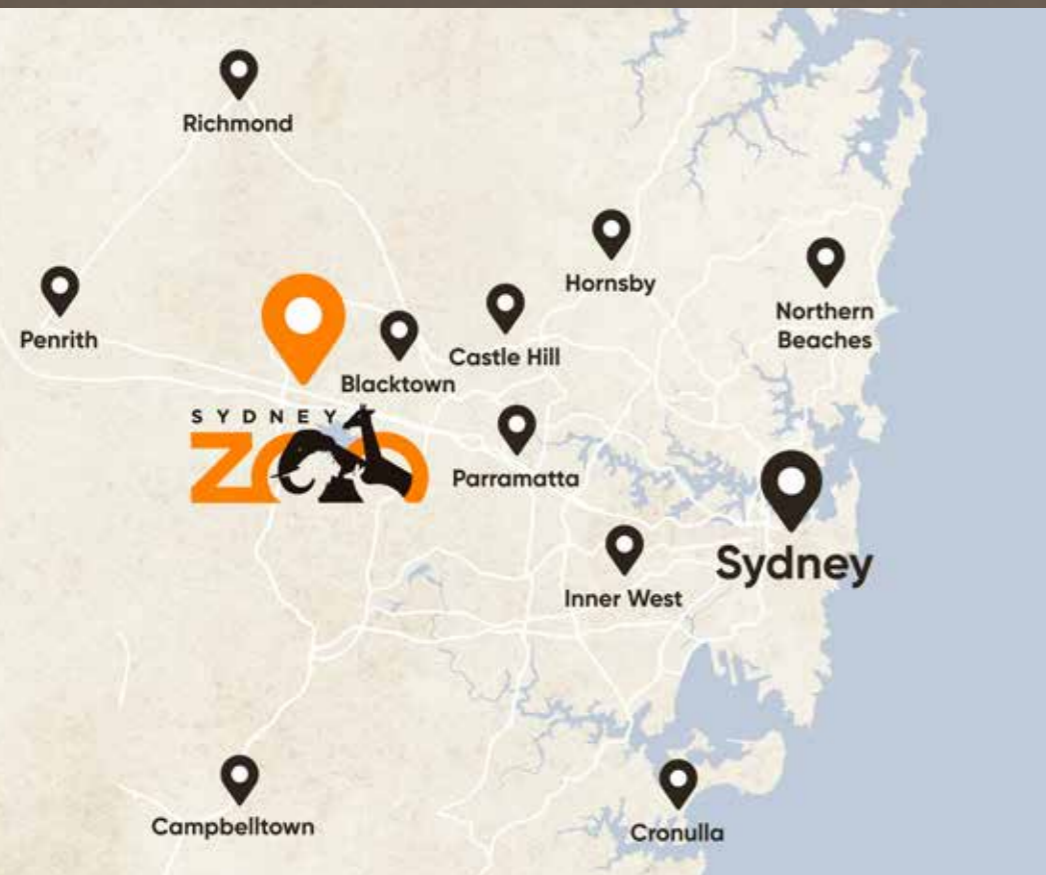 Richmond
Hornsby
Penrith
Northern
Beaches
Castle Hill
Blacktown
SYDNEY
ZOO
Parramatta
Sydney
Inner West
Campbelltown
Cronulla